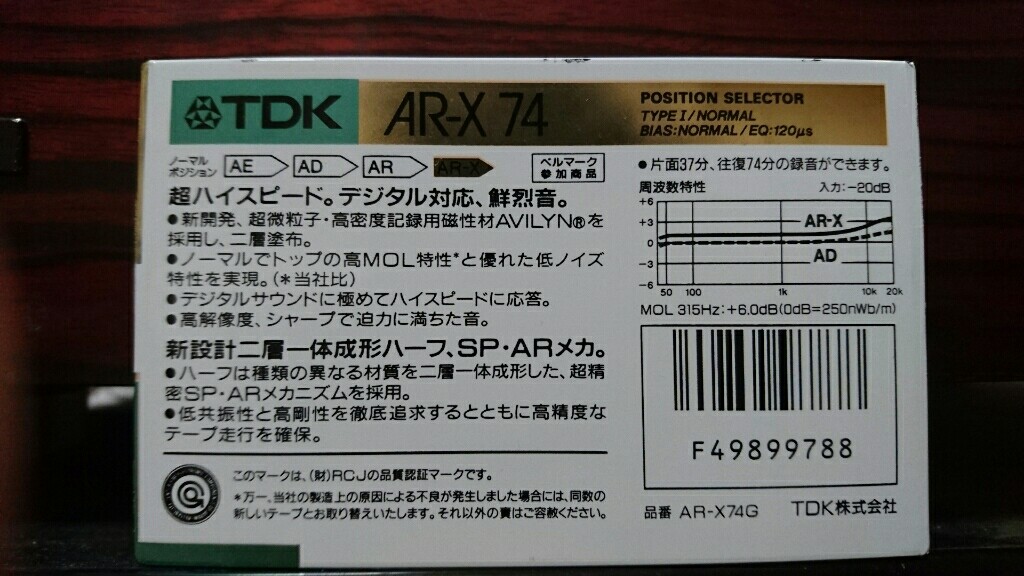 TDK AR-X 74
POSITION SELECTOR
TYPE I/NORMAL
BIAS:NORMAL/EQ:120μs
ノーマル
ポジション AE AD AR AR-X
ベルマーク
参加商品
超ハイスピード。デジタル対応、鮮烈音。
●新開発、超微粒子・高密度記録用磁性材AVILYN®を
採用し、二層塗布。
●ノーマルでトップの高MOL特性*と優れた低ノイズ
特性を実現。(*当社比)
●デジタルサウンドに極めてハイスピードに応答。
●高解像度、シャープで迫力に満ちた音。
新設計二層一体成形ハーフ、SP・ARメカ。
●ハーフは種類の異なる材質を二層一体成形した、超精
密SP・ARメカニズムを採用。
●低共振性と高剛性を徹底追求するとともに高精度な
テープ走行を確保。
このマークは、(財)RCJの品質認証マークです。
*万一、当社の製造上の原因による不良が発生しました場合には、同数の
新しいテープとお取り替えいたします。それ以外の責はご容赦ください。
●片面37分、往復74分の録音ができます。
周波数特性 入力:-20dB
+6
+3
0
-3
-6
AR-X
AD
50 100 1k 10k 20k
MOL 315Hz:+6.0dB(0dB=250nWb/m)
F49899788
品番 AR-X74G TDK株式会社